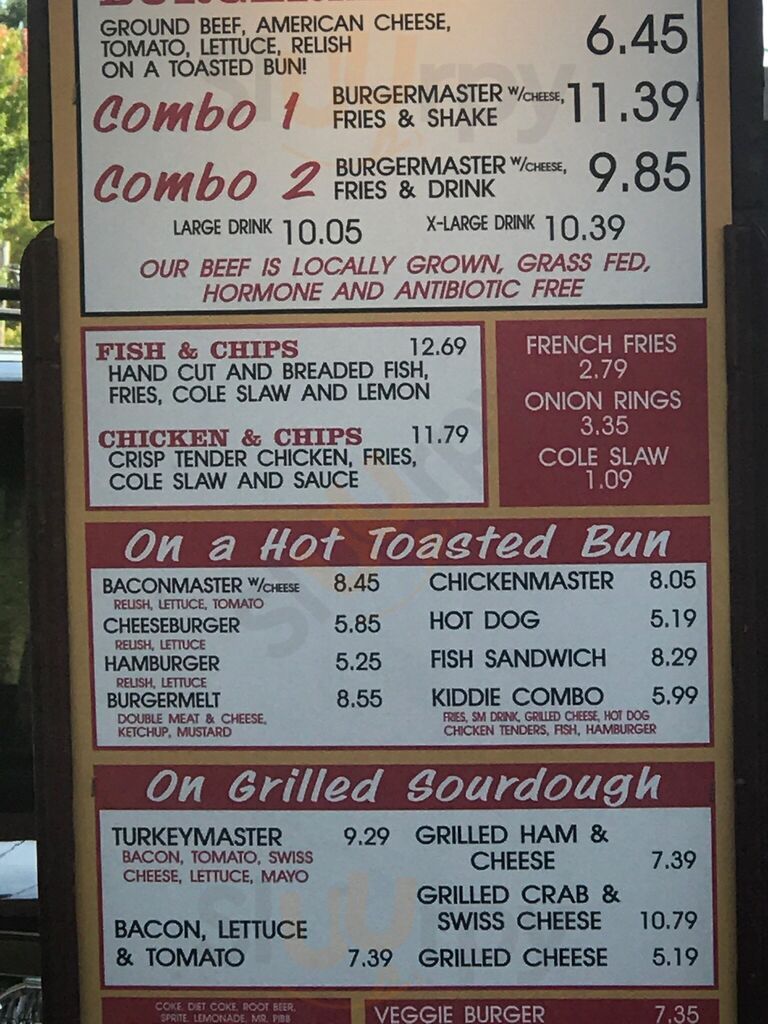 GROUND BEEF, AMERICAN CHEESE,
TOMATO, LETTUCE, RELISH
ON A TOASTED BUN!
6.45
Combo 1 BURGERMASTER W/CHEESE, 11.39
FRIES & SHAKE
Combo 2 BURGERMASTER W/CHEESE, 9.85
FRIES & DRINK
LARGE DRINK 10.05 X-LARGE DRINK 10.39
OUR BEEF IS LOCALLY GROWN, GRASS FED,
HORMONE AND ANTIBIOTIC FREE
FISH & CHIPS 12.69
HAND CUT AND BREADED FISH,
FRIES, COLE SLAW AND LEMON
CHICKEN & CHIPS 11.79
CRISP TENDER CHICKEN, FRIES,
COLE SLAW AND SAUCE
FRENCH FRIES
2.79
ONION RINGS
3.35
COLE SLAW
1.09
On a Hot Toasted Bun
BACONMASTER W/CHEESE 8.45
RELISH, LETTUCE, TOMATO
CHEESEBURGER 5.85
RELISH, LETTUCE
HAMBURGER 5.25
RELISH, LETTUCE
BURGERMELT 8.55
DOUBLE MEAT & CHEESE,
KETCHUP, MUSTARD
CHICKENMASTER 8.05
HOT DOG 5.19
FISH SANDWICH 8.29
KIDDIE COMBO 5.99
FRIES, SM DRINK, GRILLED CHEESE, HOT DOG
CHICKEN TENDERS, FISH, HAMBURGER
On Grilled Sourdough
TURKEYMASTER 9.29
BACON, TOMATO, SWISS
CHEESE, LETTUCE, MAYO
BACON, LETTUCE
& TOMATO 7.39
GRILLED HAM &
CHEESE 7.39
GRILLED CRAB &
SWISS CHEESE 10.79
GRILLED CHEESE 5.19
COKE, DIET COKE, ROOT BEER,
SPRITE, LEMONADE, MR. PIBB
VEGGIE BURGER 7.35